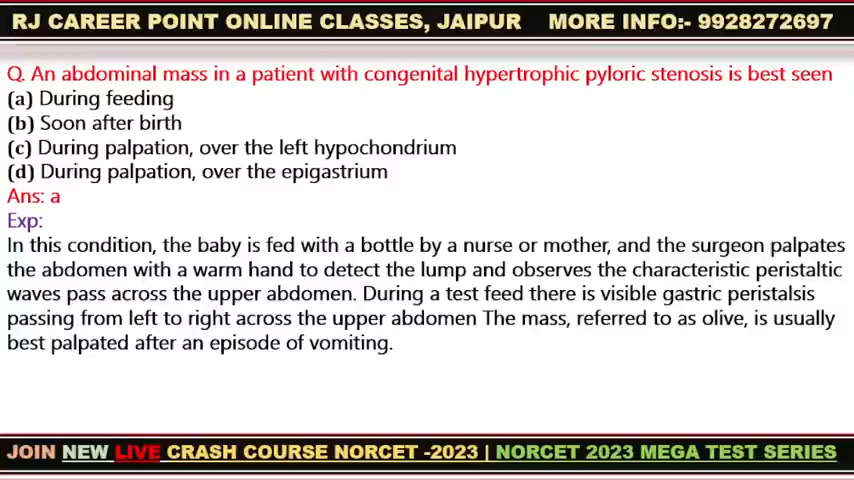 RJ CAREER POINT ONLINE CLASSES, JAIPUR MORE INFO:- 9928272697
Q. An abdominal mass in a patient with congenital hypertrophic pyloric stenosis is best seen
(a) During feeding
(b) Soon after birth
(c) During palpation, over the left hypochondrium
(d) During palpation, over the epigastrium
Ans: a
Exp:
In this condition, the baby is fed with a bottle by a nurse or mother, and the surgeon palpates
the abdomen with a warm hand to detect the lump and observes the characteristic peristaltic
waves pass across the upper abdomen. During a test feed there is visible gastric peristalsis
passing from left to right across the upper abdomen The mass, referred to as olive, is usually
best palpated after an episode of vomiting.
JOIN NEW LIVE CRASH COURSE NORCET -2023 | NORCET 2023 MEGA TEST SERIES